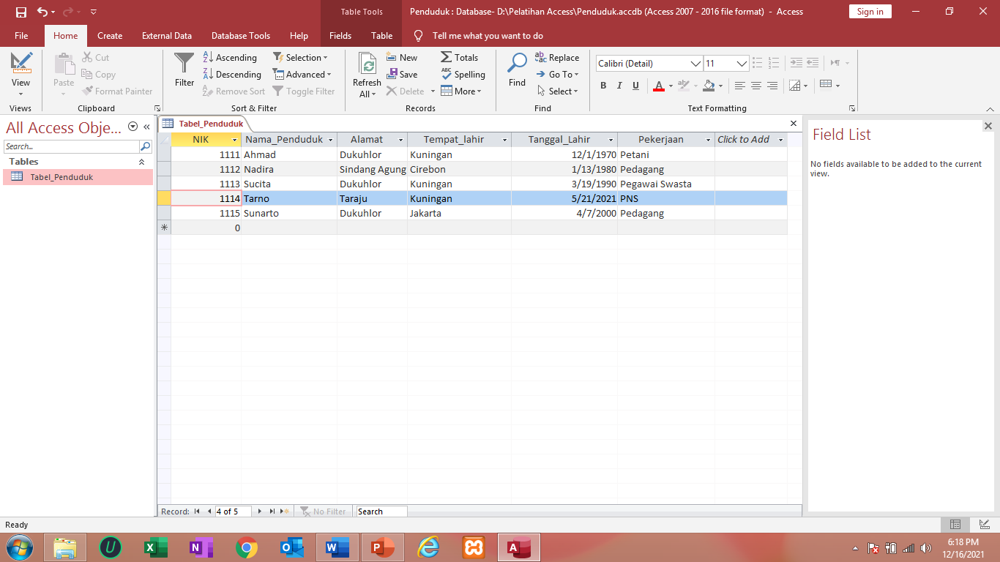 Table Tools
Penduduk : Database- D:\Pelatihan Access\Penduduk.accdb (Access 2007 - 2016 file format) - Access
Sign in
File Home Create External Data Database Tools Help Fields Table Tell me what you want to do
View
Views
Paste
Cut
Copy
Format Painter
Clipboard
Filter
Ascending
Descending
Remove Sort
Selection
Advanced
Toggle Filter
Sort & Filter
Refresh
All
New
Save
Delete
Totals
Spelling
More
Records
Find
Replace
Go To
Select
Find
Calibri (Detail) 11
B I U A
Text Formatting
All Access Obje...
Search...
Tables
Tabel_Penduduk
Tabel_Penduduk
NIK Nama_Penduduk Alamat Tempat_lahir Tanggal_Lahir Pekerjaan Click to Add
1111 Ahmad Dukuhlor Kuningan 12/1/1970 Petani
1112 Nadira Sindang Agung Cirebon 1/13/1980 Pedagang
1113 Sucita Dukuhlor Kuningan 3/19/1990 Pegawai Swasta
1114 Tarno Taraju Kuningan 5/21/2021 PNS
1115 Sunarto Dukuhlor Jakarta 4/7/2000 Pedagang
0
Record: 4 of 5 No Filter Search
Field List
No fields available to be added to the current
view.
Ready
6:18 PM
12/16/2021